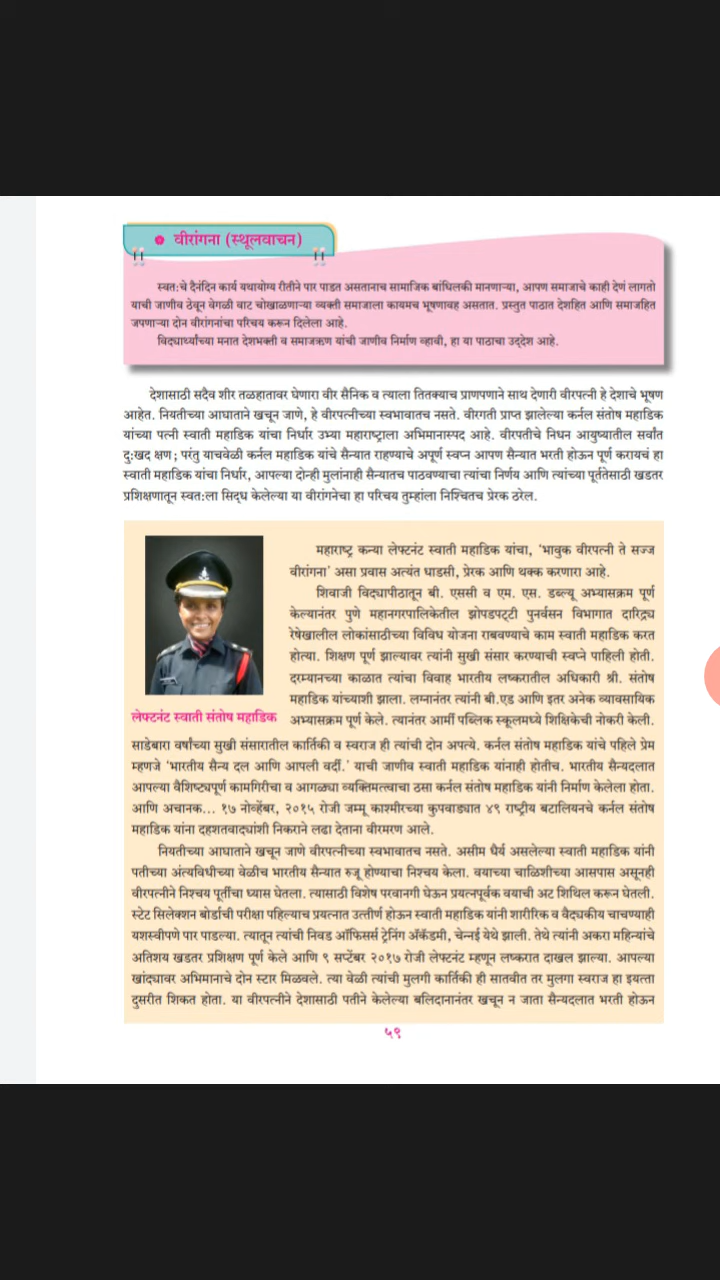 वीरांगना (स्थूलवाचन)
स्वतःचे दैनंदिन कार्य यथायोग्य रीतीने पार पाडत असतानाच सामाजिक बांधिलकी मानणाऱ्या, आपण समाजाचे काही देणं लागतो
याची जाणीव ठेवून वेगळी वाट चोखाळणाऱ्या व्यक्ती समाजाला कायमच भूषणावह असतात. प्रस्तुत पाठात देशहित आणि समाजहित
जपणाऱ्या दोन वीरांगनांचा परिचय करून दिलेला आहे.
विद्यार्थ्यांच्या मनात देशभक्ती व समाजऋण यांची जाणीव निर्माण व्हावी, हा या पाठाचा उद्देश आहे.
देशासाठी सदैव शीर तळहातावर घेणारा वीर सैनिक व त्याला तितक्याच प्राणपणाने साथ देणारी वीरपत्नी हे देशाचे भूषण
आहेत. नियतीच्या आघाताने खचून जाणे, हे वीरपत्नीच्या स्वभावातच नसते. वीरगती प्राप्त झालेल्या कर्नल संतोष महाडिक
यांच्या पत्नी स्वाती महाडिक यांचा निर्धार उभ्या महाराष्ट्राला अभिमानास्पद आहे. वीरपतीचे निधन आयुष्यातील सर्वांत
दुःखद क्षण; परंतु याचवेळी कर्नल महाडिक यांचे सैन्यात राहण्याचे अपूर्ण स्वप्न आपण सैन्यात भरती होऊन पूर्ण करायचं हा
स्वाती महाडिक यांचा निर्धार, आपल्या दोन्ही मुलांनाही सैन्यातच पाठवण्याचा त्यांचा निर्णय आणि त्यांच्या पूर्ततेसाठी खडतर
प्रशिक्षणातून स्वतःला सिद्ध केलेल्या या वीरांगनेचा हा परिचय तुम्हांला निश्चितच प्रेरक ठरेल.
महाराष्ट्र कन्या लेफ्टनंट स्वाती महाडिक यांचा, 'भावुक वीरपत्नी ते सज्ज
वीरांगना' असा प्रवास अत्यंत धाडसी, प्रेरक आणि थक्क करणारा आहे.
शिवाजी विद्यापीठातून बी. एससी व एम. एस. डब्ल्यू अभ्यासक्रम पूर्ण
केल्यानंतर पुणे महानगरपालिकेतील झोपडपट्टी पुनर्वसन विभागात दारिद्र्य
रेषेखालील लोकांसाठीच्या विविध योजना राबवण्याचे काम स्वाती महाडिक करत
होत्या. शिक्षण पूर्ण झाल्यावर त्यांनी सुखी संसार करण्याची स्वप्ने पाहिली होती.
दरम्यानच्या काळात त्यांचा विवाह भारतीय लष्करातील अधिकारी श्री. संतोष
महाडिक यांच्याशी झाला. लग्नानंतर त्यांनी बी.एड आणि इतर अनेक व्यावसायिक
अभ्यासक्रम पूर्ण केले. त्यानंतर आर्मी पब्लिक स्कूलमध्ये शिक्षिकेची नोकरी केली.
लेफ्टनंट स्वाती संतोष महाडिक
साडेबारा वर्षांच्या सुखी संसारातील कार्तिकी व स्वराज ही त्यांची दोन अपत्ये. कर्नल संतोष महाडिक यांचे पहिले प्रेम
म्हणजे 'भारतीय सैन्य दल आणि आपली वर्दी.' याची जाणीव स्वाती महाडिक यांनाही होतीच. भारतीय सैन्यदलात
आपल्या वैशिष्ट्यपूर्ण कामगिरीचा व आगळ्या व्यक्तिमत्त्वाचा ठसा कर्नल संतोष महाडिक यांनी निर्माण केलेला होता.
आणि अचानक... १७ नोव्हेंबर, २०१५ रोजी जम्मू काश्मीरच्या कुपवाड्यात ४१ राष्ट्रीय बटालियनचे कर्नल संतोष
महाडिक यांना दहशतवाद्यांशी निकराने लढा देताना वीरमरण आले.
नियतीच्या आघाताने खचून जाणे वीरपत्नीच्या स्वभावातच नसते. असीम धैर्य असलेल्या स्वाती महाडिक यांनी
पतीच्या अंत्यविधीच्या वेळीच भारतीय सैन्यात रुजू होण्याचा निश्चय केला. वयाच्या चाळिशीच्या आसपास असूनही
वीरपत्नीने निश्चय पूर्तीचा ध्यास घेतला. त्यासाठी विशेष परवानगी घेऊन प्रयत्नपूर्वक वयाची अट शिथिल करून घेतली.
स्टेट सिलेक्शन बोर्डाची परीक्षा पहिल्याच प्रयत्नात उत्तीर्ण होऊन स्वाती महाडिक यांनी शारीरिक व वैद्यकीय चाचण्याही
यशस्वीपणे पार पाडल्या. त्यातून त्यांची निवड ऑफिसर्स ट्रेनिंग अ‍ॅकॅडमी, चेन्नई येथे झाली. तेथे त्यांनी अकरा महिन्यांचे
अतिशय खडतर प्रशिक्षण पूर्ण केले आणि ९ सप्टेंबर २०१७ रोजी लेफ्टनंट म्हणून लष्करात दाखल झाल्या. आपल्या
खांद्यावर अभिमानाचे दोन स्टार मिळवले. त्या वेळी त्यांची मुलगी कार्तिकी ही सातवीत तर मुलगा स्वराज हा इयत्ता
दुसरीत शिकत होता. या वीरपत्नीने देशासाठी पतीने केलेल्या बलिदानानंतर खचून न जाता सैन्यदलात भरती होऊन
५९